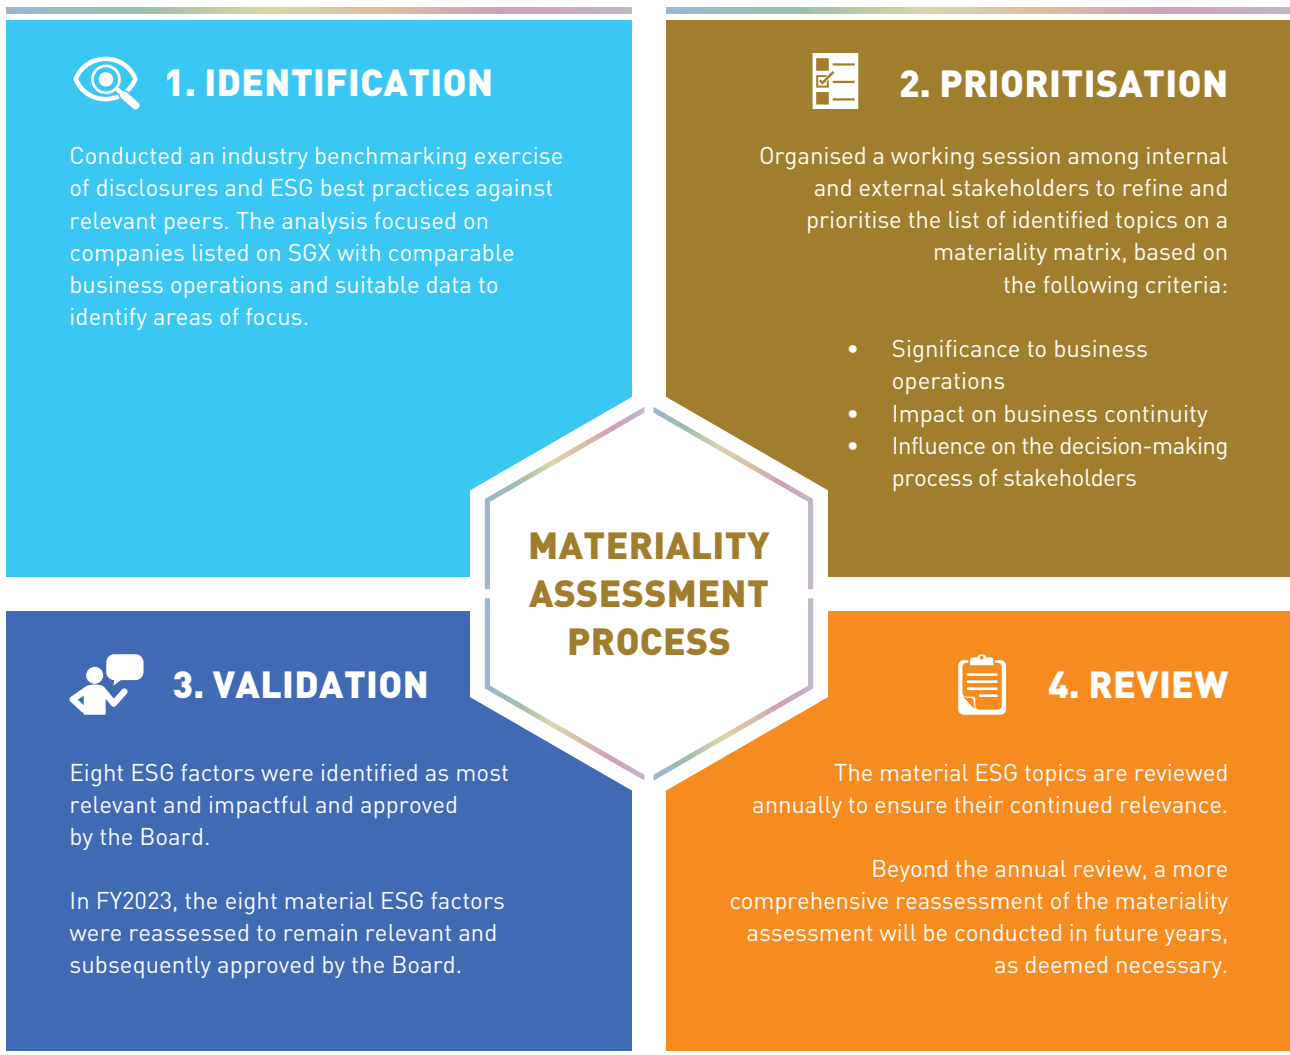 1. IDENTIFICATION
Conducted an industry benchmarking exercise
of disclosures and ESG best practices against
relevant peers. The analysis focused on
companies listed on SGX with comparable
business operations and suitable data to
identify areas of focus.
2. PRIORITISATION
Organised a working session among internal
and external stakeholders to refine and
prioritise the list of identified topics on a
materiality matrix, based on
the following criteria:
• Significance to business
operations
• Impact on business continuity
• Influence on the decision-making
process of stakeholders
MATERIALITY
ASSESSMENT
PROCESS
3. VALIDATION
Eight ESG factors were identified as most
relevant and impactful and approved
by the Board.
In FY2023, the eight material ESG factors
were reassessed to remain relevant and
subsequently approved by the Board.
4. REVIEW
The material ESG topics are reviewed
annually to ensure their continued relevance.
Beyond the annual review, a more
comprehensive reassessment of the materiality
assessment will be conducted in future years,
as deemed necessary.